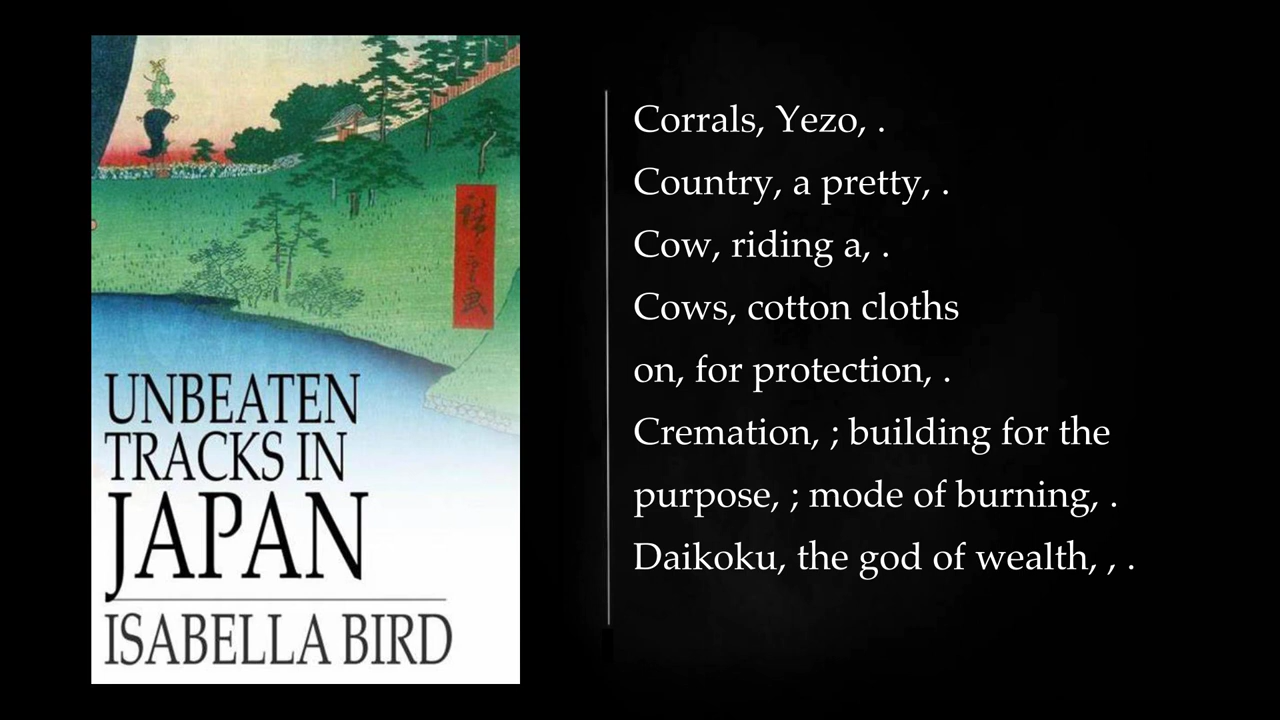 UNBEATEN
TRACKS IN
JAPAN
ISABELLA BIRD
Corrals, Yezo, .
Country, a pretty, .
Cow, riding a, .
Cows, cotton cloths
on, for protection, .
Cremation, ; building for the
purpose, ; mode of burning, .
Daikoku, the god of wealth, , .